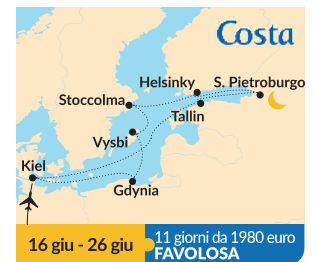 Costa
Helsinky
S. Pietroburgo
Stoccolma
Tallin
Vysbi
Kiel
Gdynia
16 giu - 26 giu
11 giorni da 1980 euro
FAVOLOSA